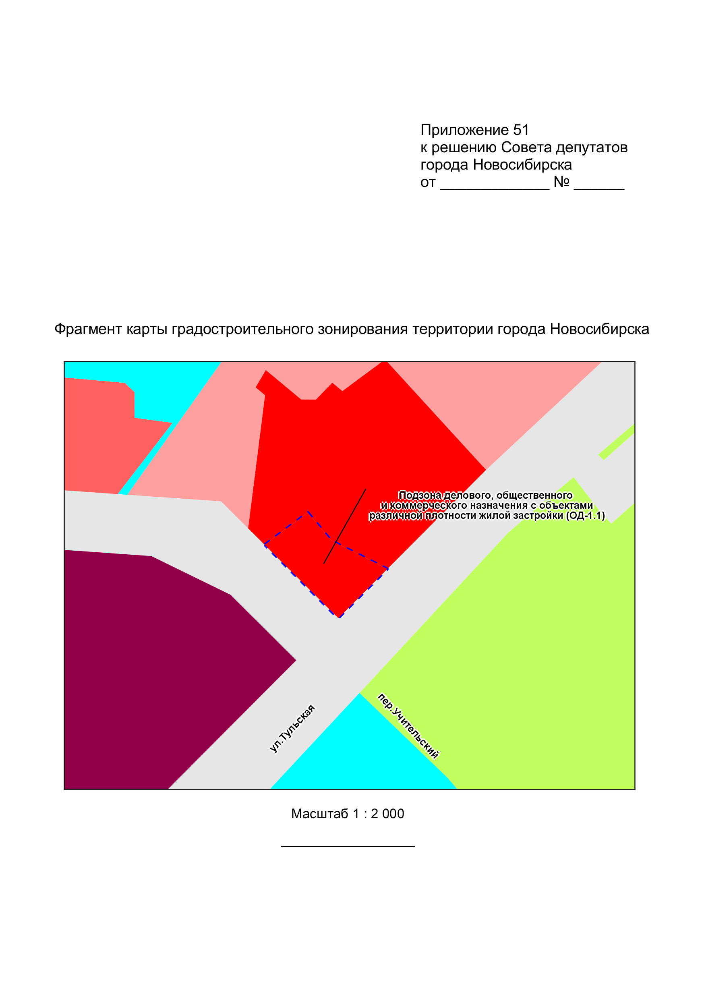 Приложение 51
к решению Совета депутатов
города Новосибирска
от _____________ № ______
Фрагмент карты градостроительного зонирования территории города Новосибирска
Подзона делового, общественного
и коммерческого назначения с объектами
различной плотности жилой застройки (ОД-1.1)
пер.Учительский
ул.Тульская
Масштаб 1 : 2 000